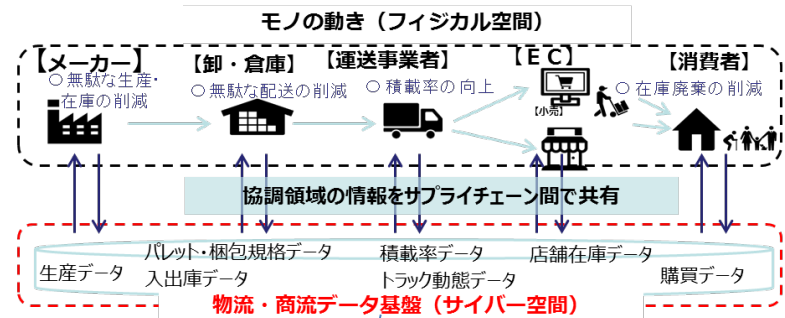 モノの動き（フィジカル空間）
【メーカー】
○ 無駄な生産・
在庫の削減
【卸・倉庫】
○ 無駄な配送の削減
【運送事業者】
○ 積載率の向上
【ＥＣ】
【小売】
【消費者】
○ 在庫廃棄の削減
協調領域の情報をサプライチェーン間で共有
生産データ
パレット・梱包規格データ
入出庫データ
積載率データ
トラック動態データ
店舗在庫データ
購買データ
物流・商流データ基盤（サイバー空間）